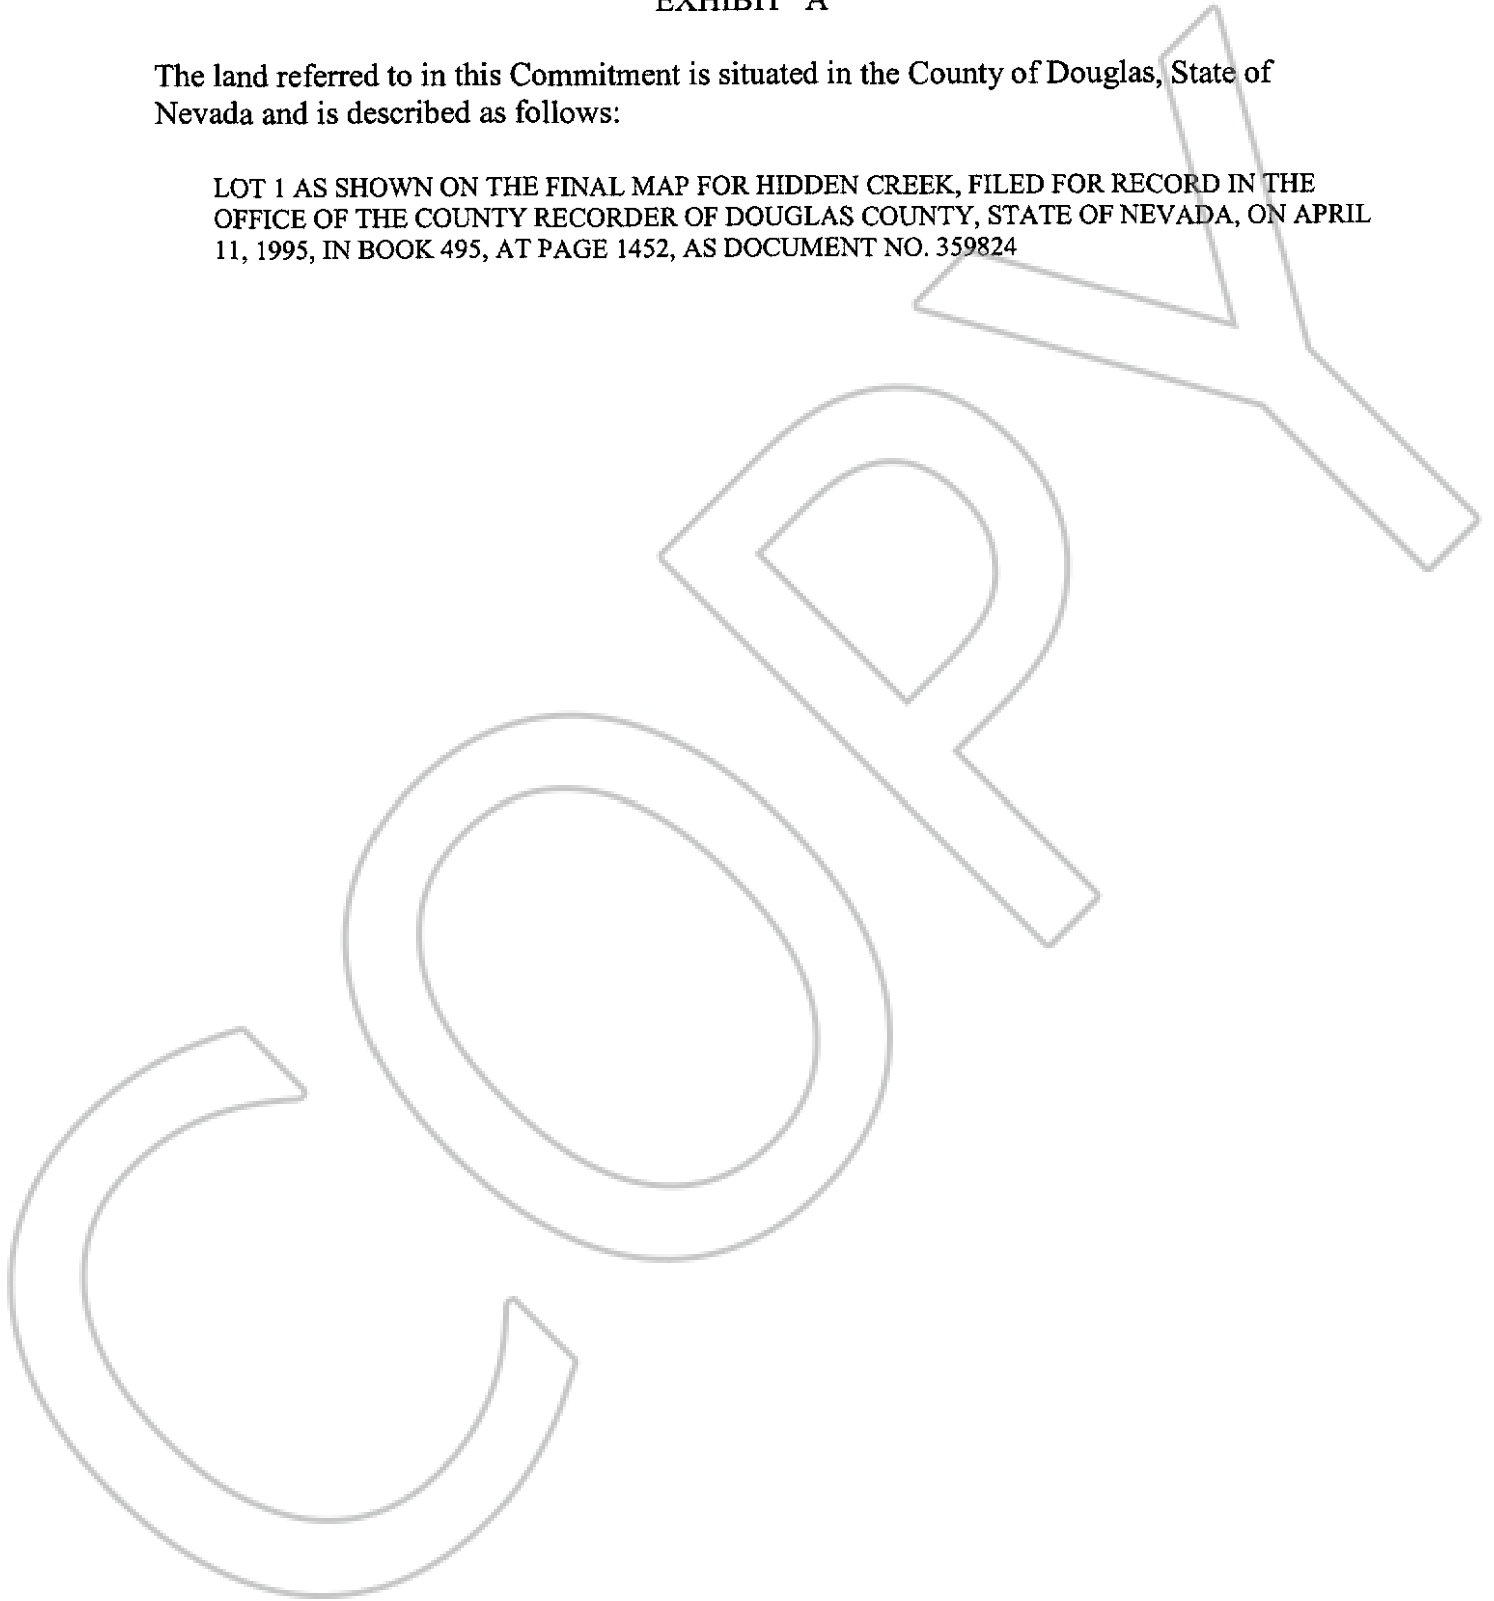 EXHIBIT A
The land referred to in this Commitment is situated in the County of Douglas, State of
Nevada and is described as follows:
LOT 1 AS SHOWN ON THE FINAL MAP FOR HIDDEN CREEK, FILED FOR RECORD IN THE
OFFICE OF THE COUNTY RECORDER OF DOUGLAS COUNTY, STATE OF NEVADA, ON APRIL
11, 1995, IN BOOK 495, AT PAGE 1452, AS DOCUMENT NO. 359824
COPY